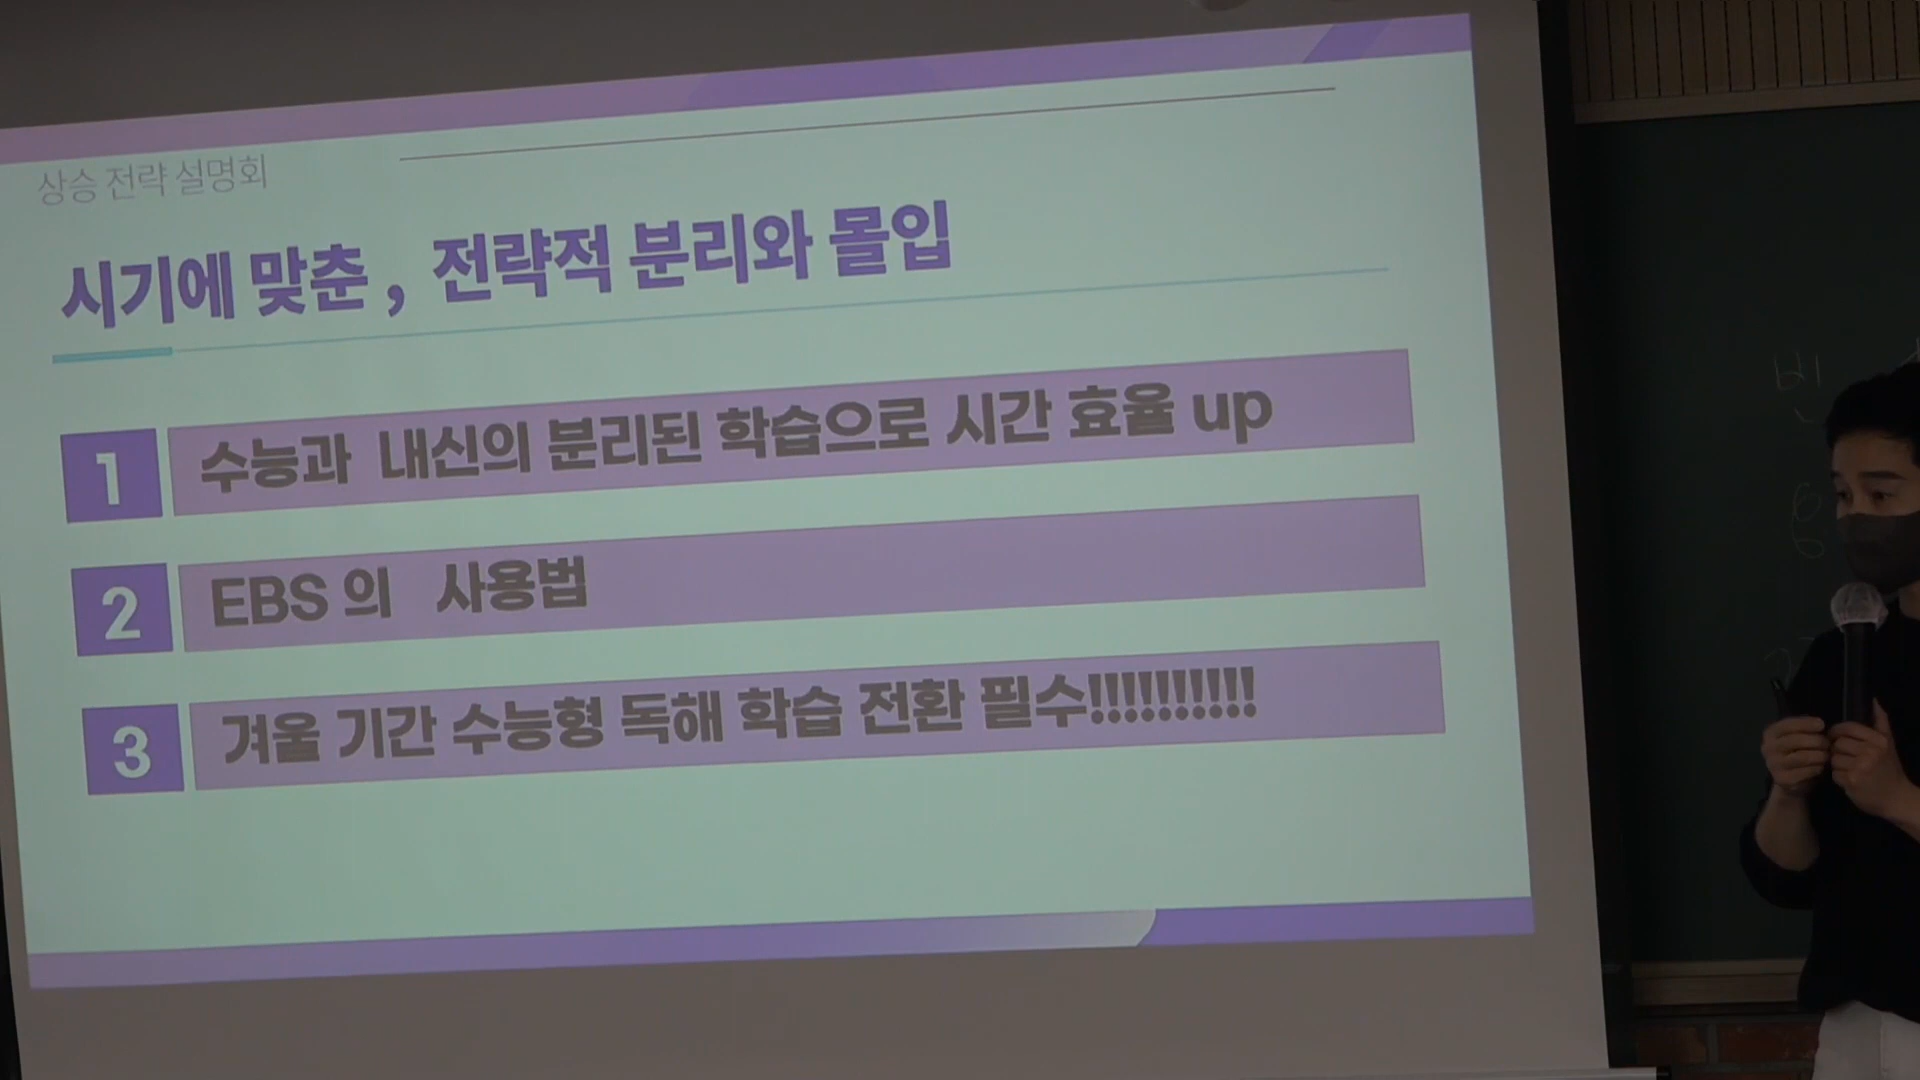 상승 전략 설명회
시기에 맞춘 , 전략적 분리와 몰입
1 수능과 내신의 분리된 학습으로 시간 효율 up
2 EBS 의 사용법
3 겨울 기간 수능형 독해 학습 전환 필수!!!!!!!!!!